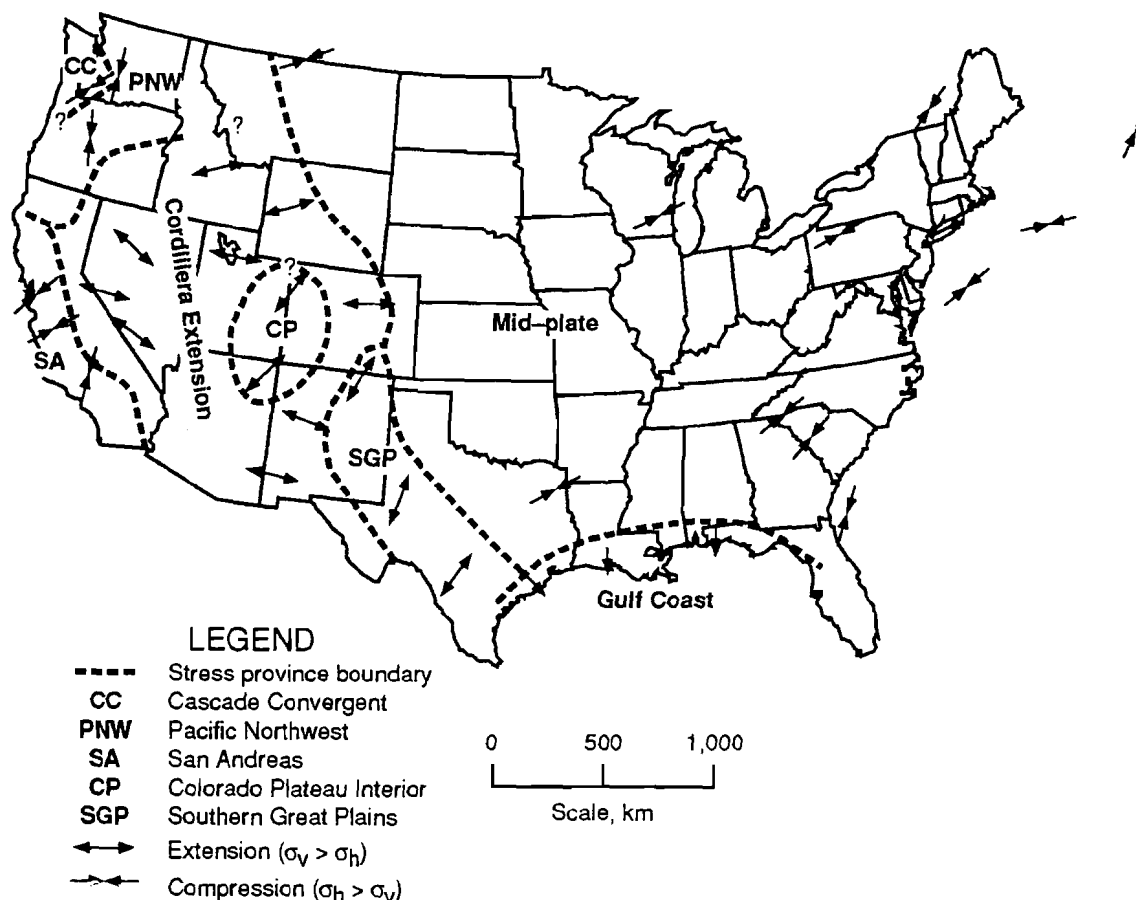 CC
PNW
?
?
Cordillera Extension
?
CP
Mid–plate
SA
SGP
Gulf Coast
LEGEND
Stress province boundary
CC Cascade Convergent
PNW Pacific Northwest
SA San Andreas
CP Colorado Plateau Interior
SGP Southern Great Plains
Extension (σv > σh)
Compression (σh > σv)
0 500 1,000
Scale, km